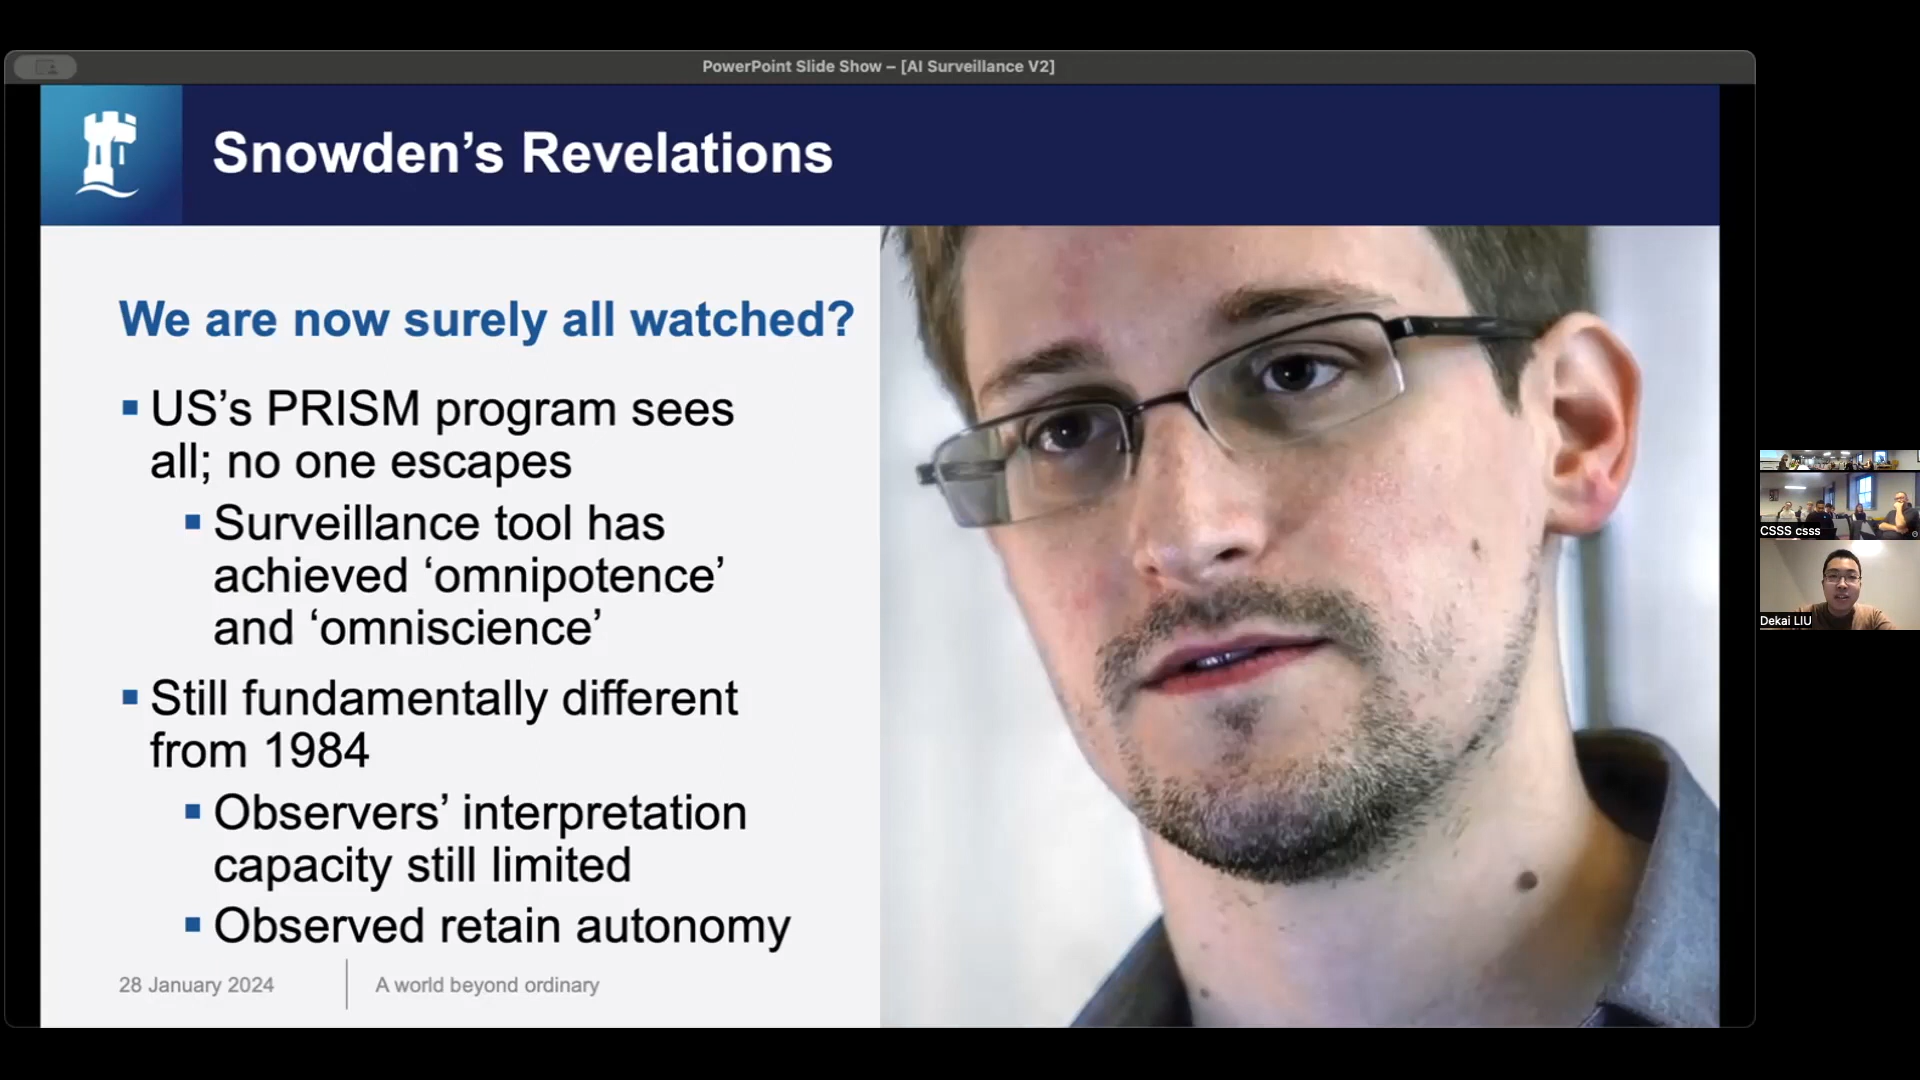 PowerPoint Slide Show – [AI Surveillance V2]
Snowden’s Revelations
We are now surely all watched?
US’s PRISM program sees
all; no one escapes
Surveillance tool has
achieved ‘omnipotence’
and ‘omniscience’
Still fundamentally different
from 1984
Observers’ interpretation
capacity still limited
Observed retain autonomy
28 January 2024
A world beyond ordinary
CSSS csss
Dekai LIU